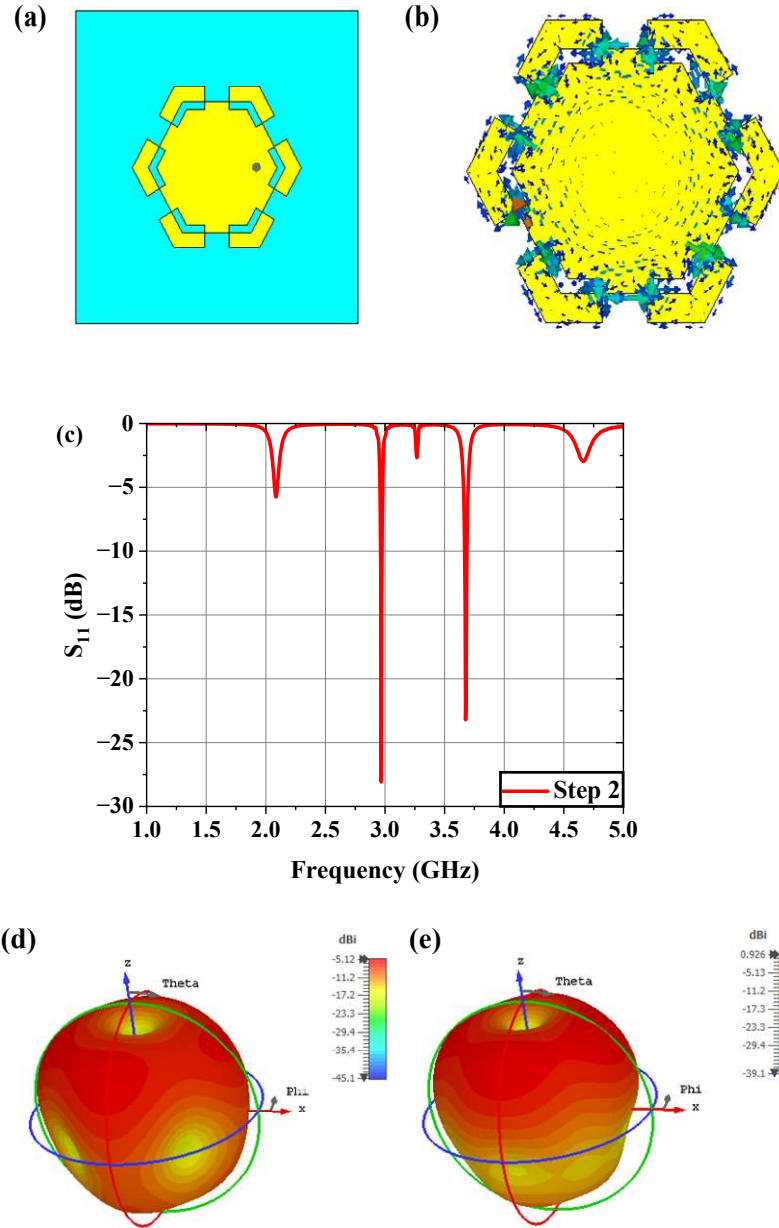 (a)
(b)
(c)
0
−5
−10
−15
−20
−25
−30
S11 (dB)
Step 2
1.0 1.5 2.0 2.5 3.0 3.5 4.0 4.5 5.0
Frequency (GHz)
(d)
dBi
-5.12
-11.2
-17.2
-23.3
-29.4
-35.4
-45.1
z
Theta
Phi
x
(e)
dBi
0.926
-5.13
-11.2
-17.3
-23.3
-29.4
-39.1
z
Theta
Phi
x